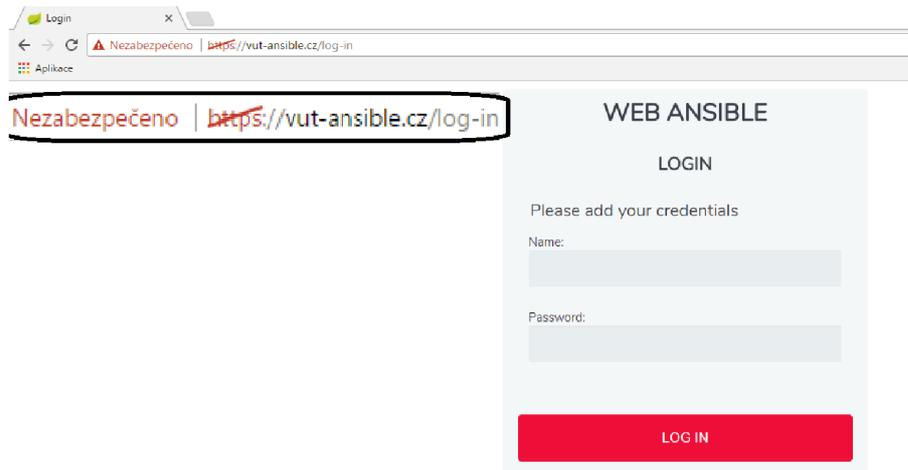 Login
Nezabezpečeno | https://vut-ansible.cz/log-in
Aplikace
Nezabezpečeno | https://vut-ansible.cz/log-in
WEB ANSIBLE
LOGIN
Please add your credentials
Name:
Password:
LOG IN